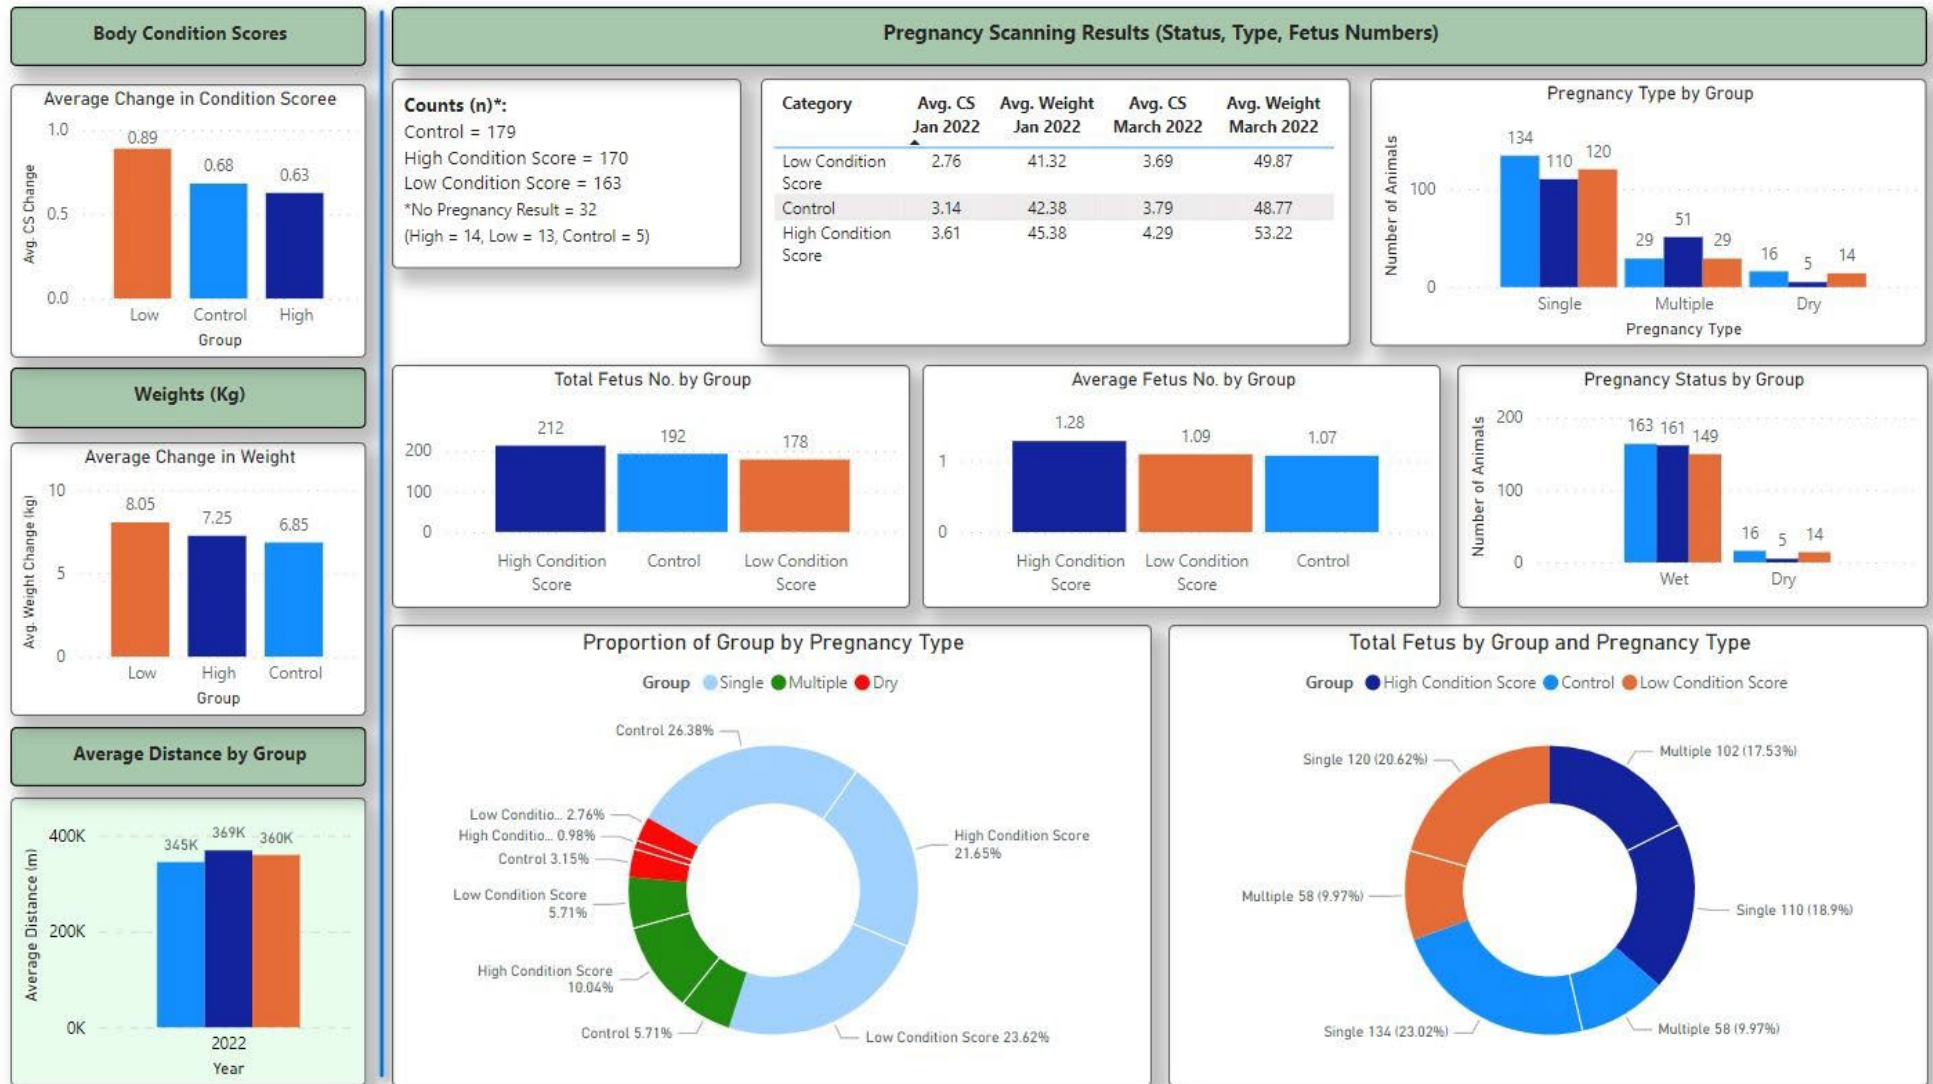 Body Condition Scores
Average Change in Condition Scoree
Avg. CS Change
1.0
0.5
0.0
0.89
0.68
0.63
Low
Control
High
Group
Weights (Kg)
Average Change in Weight
Avg. Weight Change (kg)
10
5
0
8.05
7.25
6.85
Low
High
Control
Group
Average Distance by Group
Average Distance (m)
400K
200K
0K
345K
369K
360K
2022
Year
Pregnancy Scanning Results (Status, Type, Fetus Numbers)
Counts (n)*:
Control = 179
High Condition Score = 170
Low Condition Score = 163
*No Pregnancy Result = 32
(High = 14, Low = 13, Control = 5)
Category Avg. CS Avg. Weight Avg. CS Avg. Weight
Jan 2022 Jan 2022 March 2022 March 2022
Low Condition 2.76 41.32 3.69 49.87
Score
Control 3.14 42.38 3.79 48.77
High Condition 3.61 45.38 4.29 53.22
Score
Pregnancy Type by Group
Number of Animals
100
0
134
110
120
29
51
29
16
5
14
Single
Multiple
Dry
Pregnancy Type
Total Fetus No. by Group
200
100
0
212
192
178
High Condition
Score
Control
Low Condition
Score
Average Fetus No. by Group
1
0
1.28
1.09
1.07
High Condition
Score
Low Condition
Score
Control
Pregnancy Status by Group
Number of Animals
200
100
0
163
161
149
16
5
14
Wet
Dry
Proportion of Group by Pregnancy Type
Group Single Multiple Dry
Control 26.38%
Low Conditio... 2.76%
High Conditio... 0.98%
Control 3.15%
Low Condition Score
5.71%
High Condition Score
10.04%
Control 5.71%
High Condition Score
21.65%
Low Condition Score 23.62%
Total Fetus by Group and Pregnancy Type
Group High Condition Score Control Low Condition Score
Single 120 (20.62%)
Multiple 102 (17.53%)
Multiple 58 (9.97%)
Single 110 (18.9%)
Single 134 (23.02%)
Multiple 58 (9.97%)